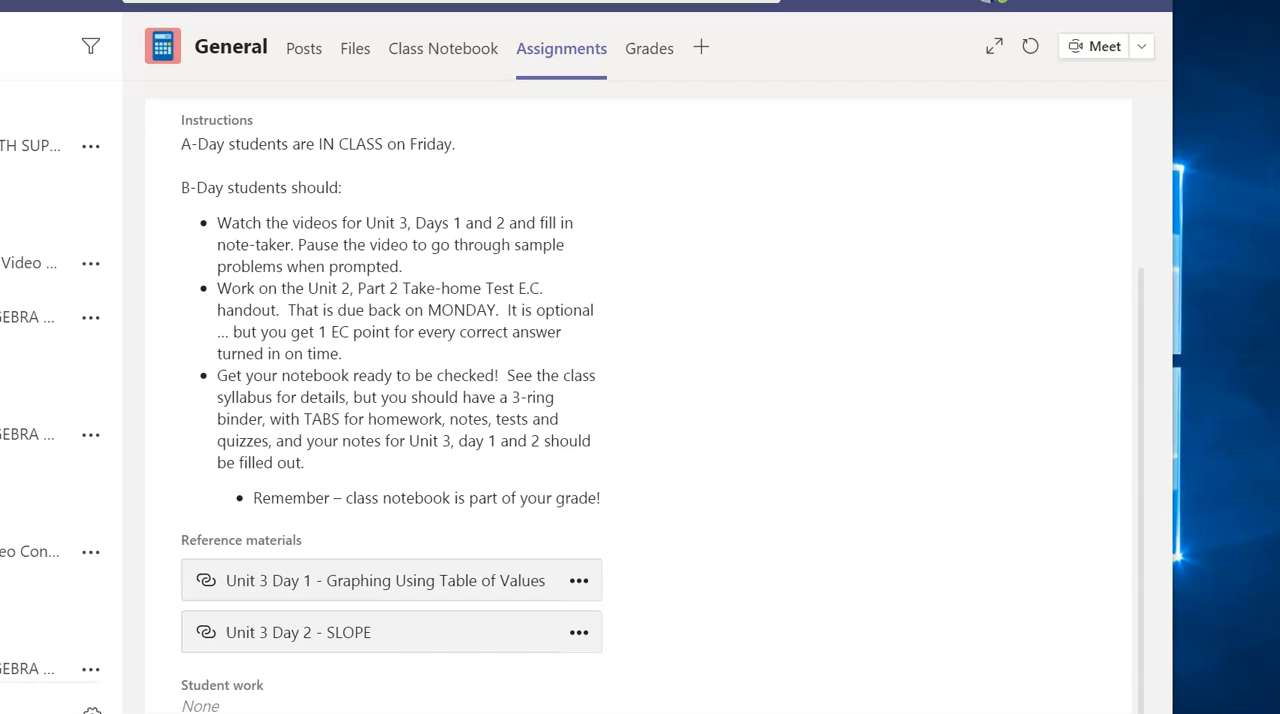 General Posts Files Class Notebook Assignments Grades Meet
TH SUP...
Video ...
GEBRA ...
GEBRA ...
eo Con...
GEBRA ...
Instructions
A-Day students are IN CLASS on Friday.
B-Day students should:
Watch the videos for Unit 3, Days 1 and 2 and fill in
note-taker. Pause the video to go through sample
problems when prompted.
Work on the Unit 2, Part 2 Take-home Test E.C.
handout.  That is due back on MONDAY.  It is optional
... but you get 1 EC point for every correct answer
turned in on time.
Get your notebook ready to be checked!  See the class
syllabus for details, but you should have a 3-ring
binder, with TABS for homework, notes, tests and
quizzes, and your notes for Unit 3, day 1 and 2 should
be filled out.
Remember – class notebook is part of your grade!
Reference materials
Unit 3 Day 1 - Graphing Using Table of Values
Unit 3 Day 2 - SLOPE
Student work
None